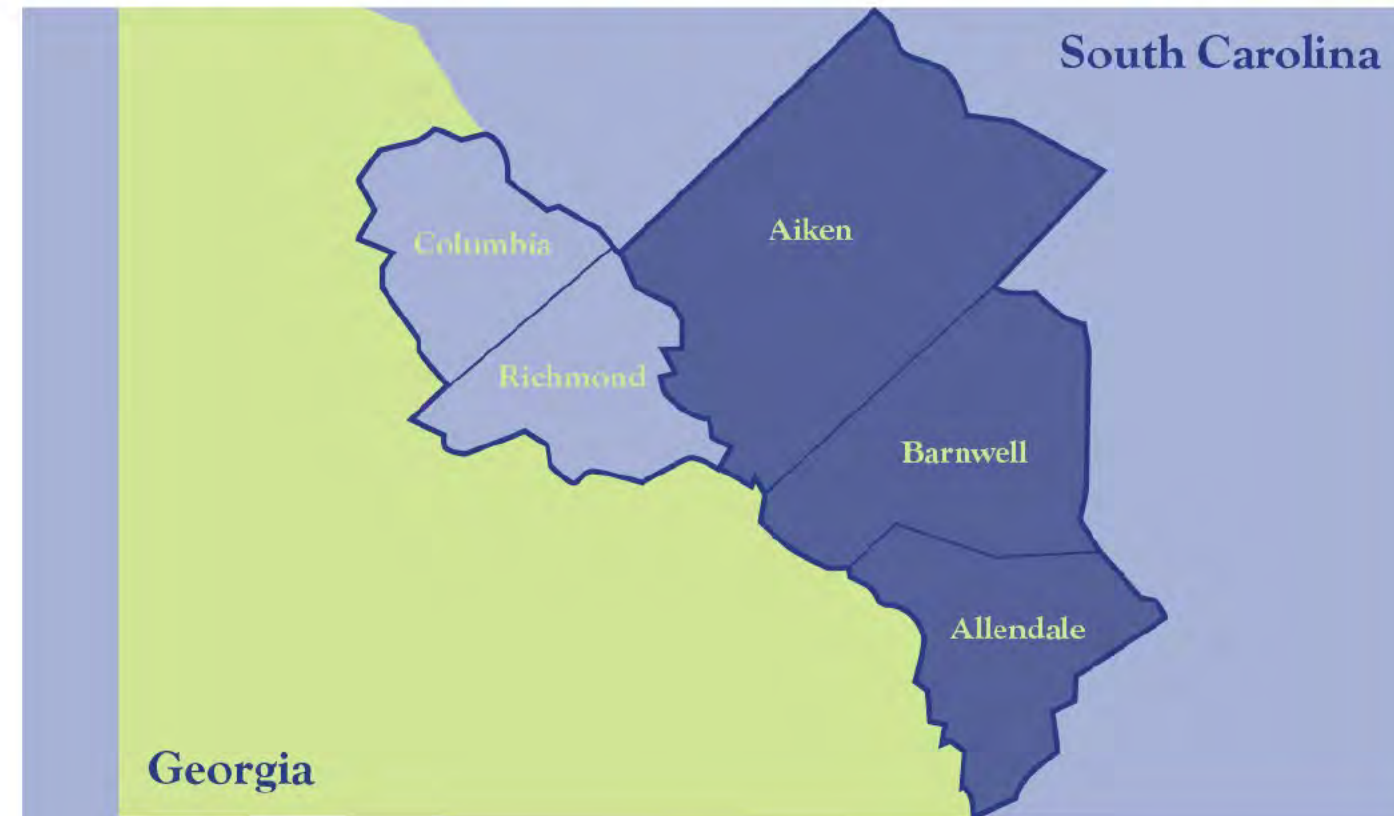 South Carolina
Aiken
Columbia
Richmond
Barnwell
Allendale
Georgia